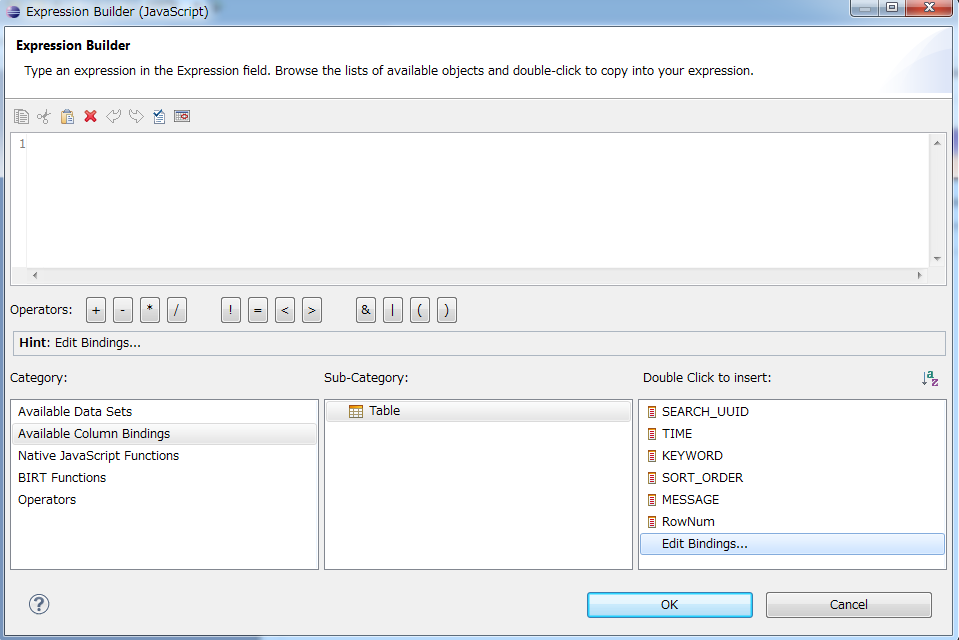 Expression Builder (JavaScript)
Expression Builder
Type an expression in the Expression field. Browse the lists of available objects and double-click to copy into your expression.
1
Operators: + - * / ! = < > & | ( )
Hint: Edit Bindings...
Category: Sub-Category: Double Click to insert:
Available Data Sets
Available Column Bindings
Native JavaScript Functions
BIRT Functions
Operators
Table
SEARCH_UUID
TIME
KEYWORD
SORT_ORDER
MESSAGE
RowNum
Edit Bindings...
OK Cancel